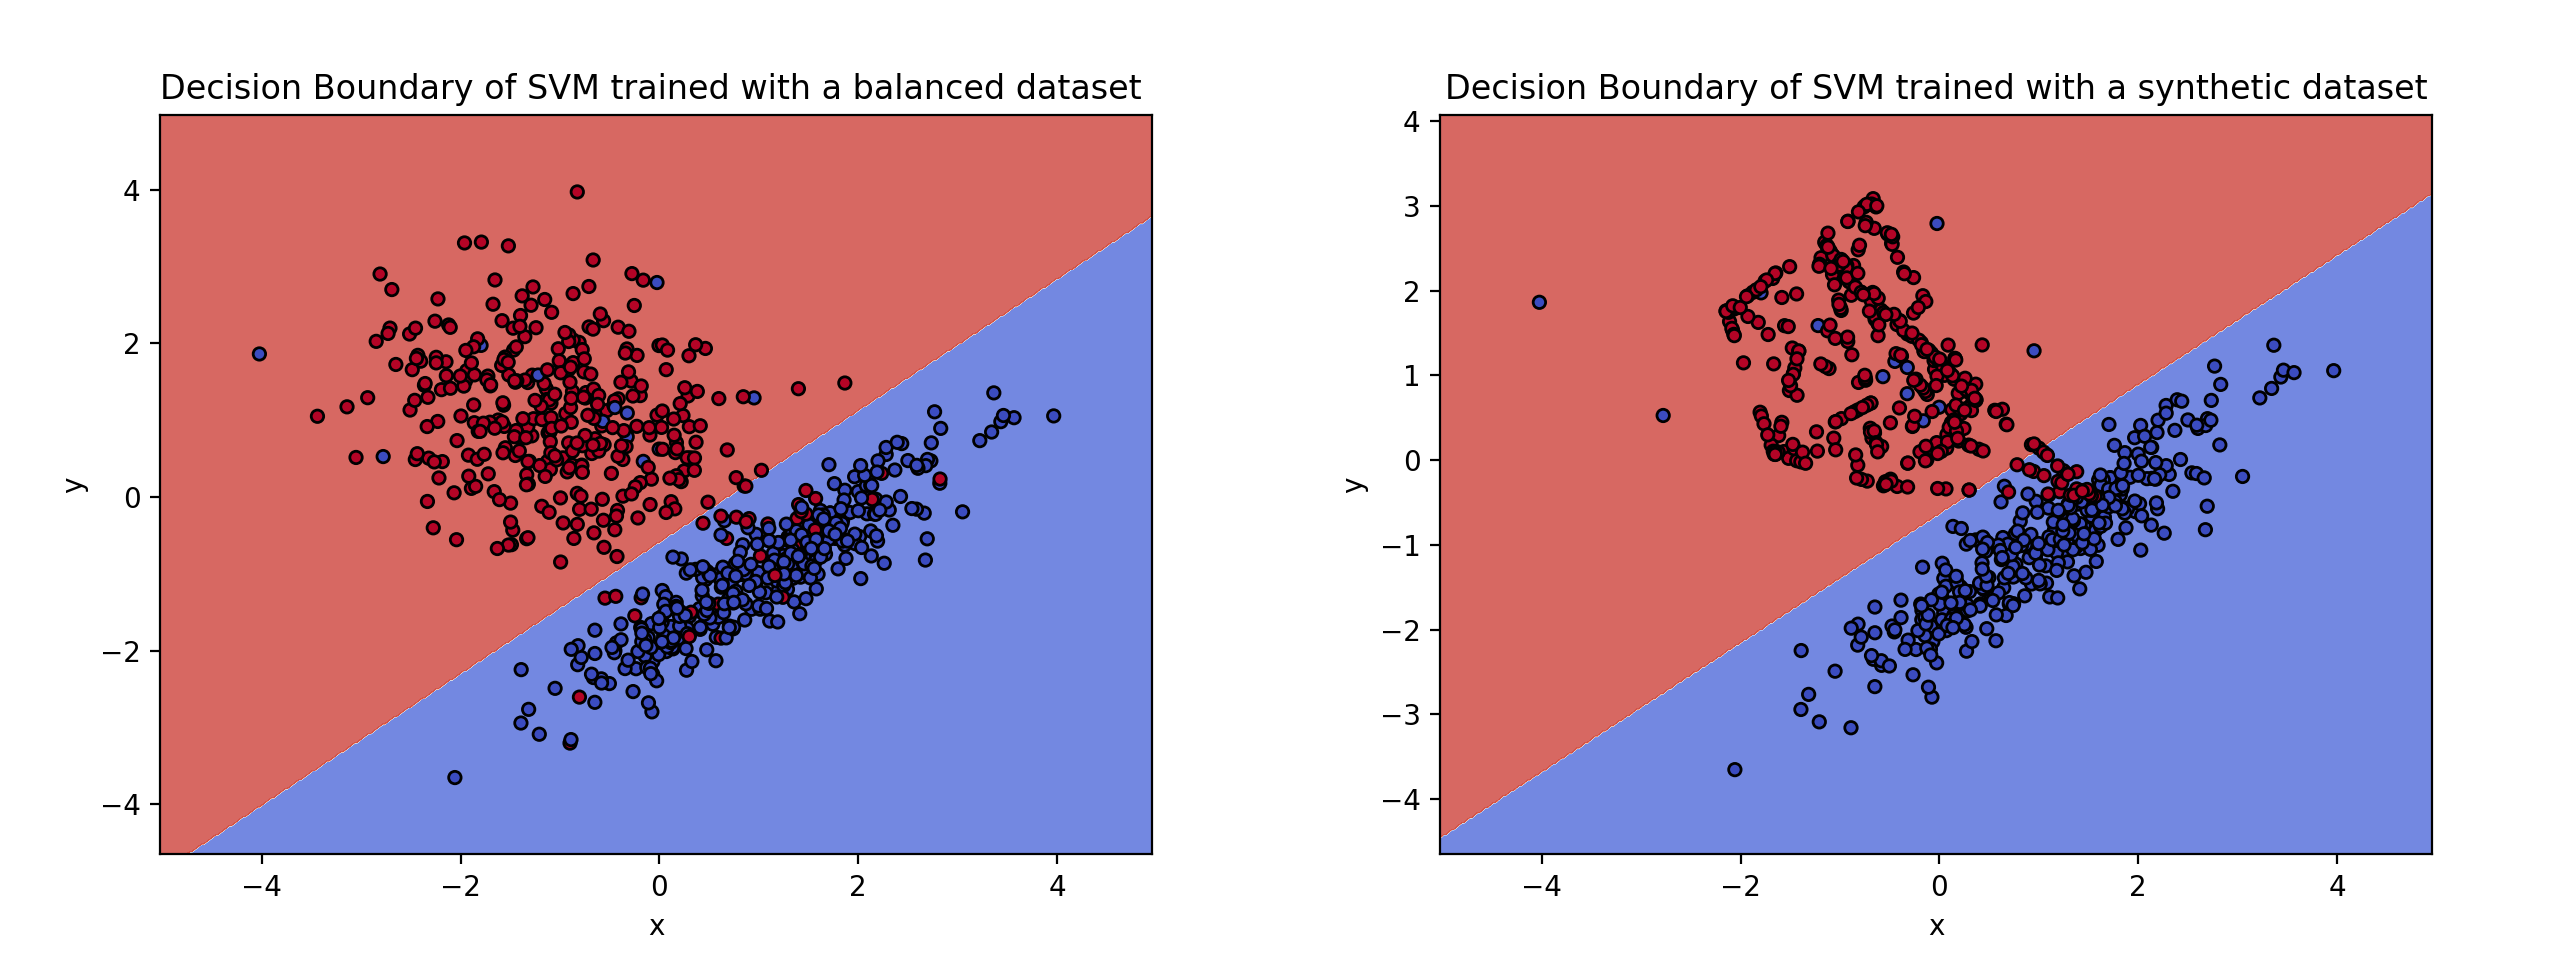 Decision Boundary of SVM trained with a balanced dataset
4
2
0
−2
−4
y
−4 −2 0 2 4
x
Decision Boundary of SVM trained with a synthetic dataset
4
3
2
1
0
−1
−2
−3
−4
y
−4 −2 0 2 4
x